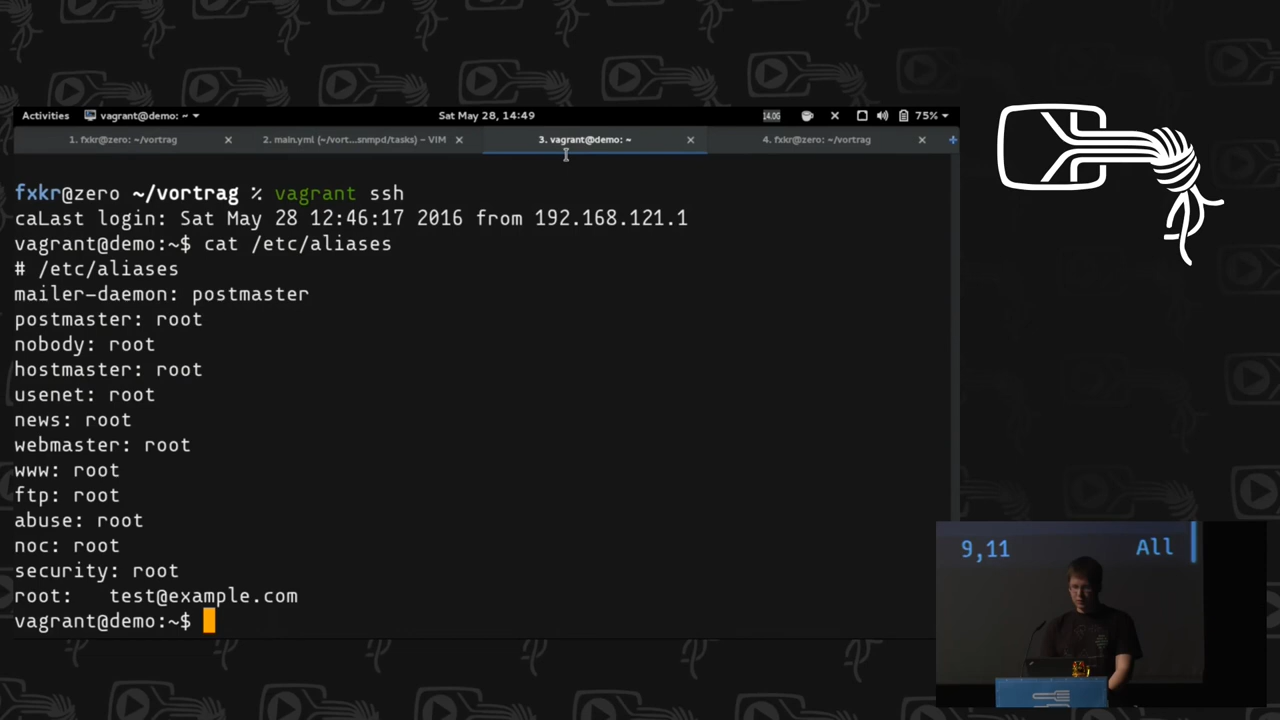 Activities vagrant@demo: ~ Sat May 28, 14:49 14.0G 75%
1. fxkr@zero: ~/vortrag 2. main.yml (~/vort...snmpd/tasks) – VIM 3. vagrant@demo: ~ 4. fxkr@zero: ~/vortrag
fxkr@zero ~/vortrag % vagrant ssh
caLast login: Sat May 28 12:46:17 2016 from 192.168.121.1
vagrant@demo:~$ cat /etc/aliases
# /etc/aliases
mailer-daemon: postmaster
postmaster: root
nobody: root
hostmaster: root
usenet: root
news: root
webmaster: root
www: root
ftp: root
abuse: root
noc: root
security: root
root: test@example.com
vagrant@demo:~$
9,11 All